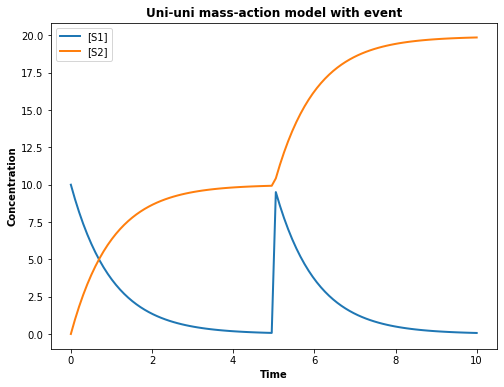 Uni-uni mass-action model with event
[S1]
[S2]
20.0
17.5
15.0
12.5
10.0
7.5
5.0
2.5
0.0
Concentration
0 2 4 6 8 10
Time